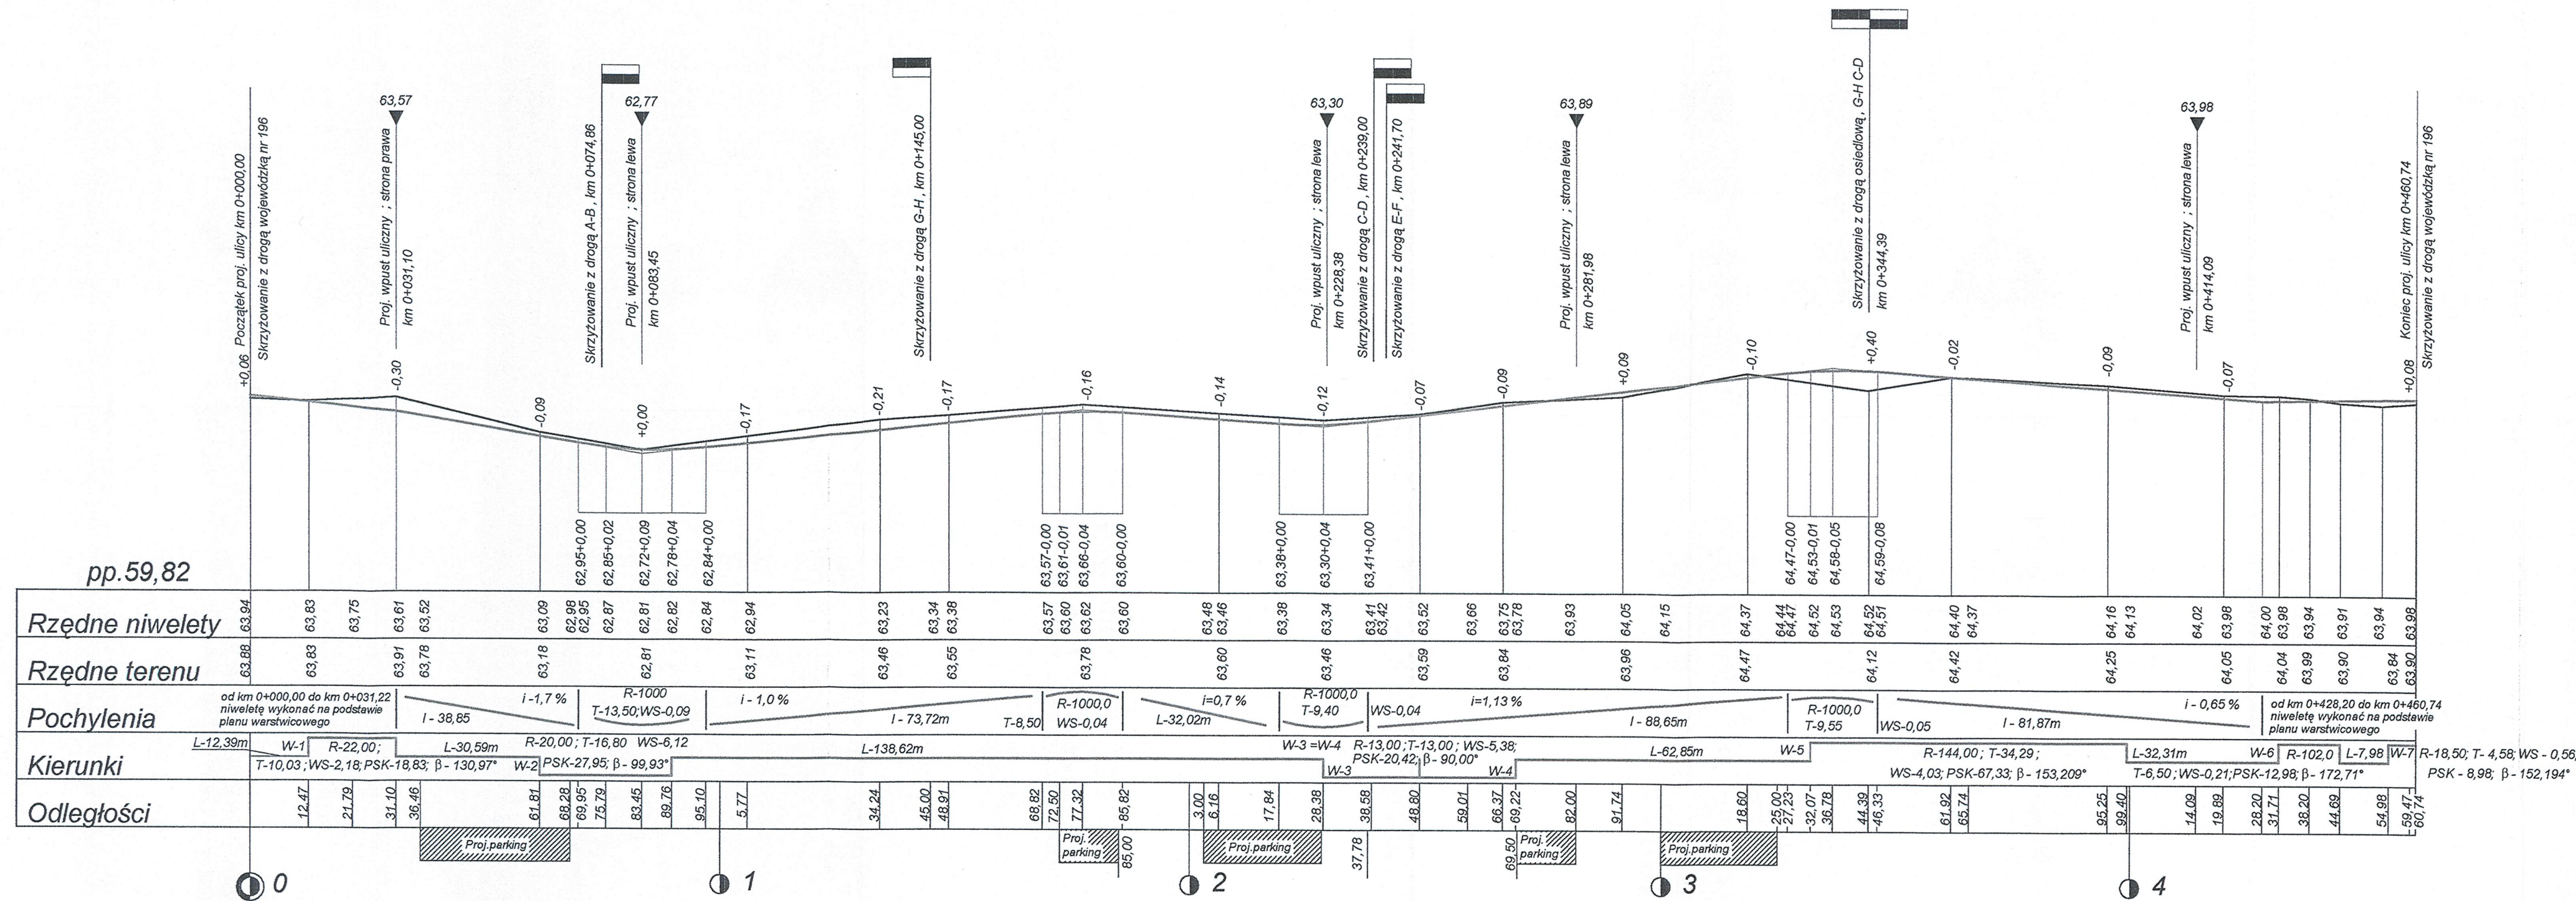 63,57
62,77
63,30
63,89
63,98
+0,06 Początek proj. ulicy km 0+000,00
Skrzyżowanie z drogą wojewódzką nr 196
Proj. wpust uliczny ; strona prawa
km 0+031,10
Skrzyżowanie z drogą A-B , km 0+074,86
Proj. wpust uliczny ; strona lewa
km 0+083,45
Skrzyżowanie z drogą G-H , km 0+145,00
Proj. wpust uliczny ; strona lewa
km 0+228,38
Skrzyżowanie z drogą C-D , km 0+239,00
Skrzyżowanie z drogą E-F , km 0+241,70
Proj. wpust uliczny ; strona lewa
km 0+281,98
Skrzyżowanie z drogą osiedlową , G-H C-D
km 0+344,39
Proj. wpust uliczny ; strona lewa
km 0+414,09
+0,08 Koniec proj. ulicy km 0+460,74
Skrzyżowanie z drogą wojewódzką nr 196
-0,30 -0,09 +0,00 -0,17 -0,21 -0,17 -0,16 -0,14 -0,12 -0,07 -0,09 +0,09 -0,10 +0,40 -0,02 -0,09 -0,07
62,95+0,00 62,85+0,02 62,72+0,09 62,78+0,04 62,84+0,00 63,57-0,00 63,61-0,01 63,66-0,04 63,60-0,00 63,38+0,00 63,30+0,04 63,41+0,00 64,47-0,00 64,53-0,01 64,58-0,05 64,59-0,08
pp.59,82
Rzędne niwelety 63,94 63,83 63,75 63,61 63,52 63,09 62,98 62,95 62,87 62,81 62,82 62,84 62,94 63,23 63,34 63,38 63,57 63,60 63,62 63,60 63,48 63,46 63,38 63,34 63,41 63,42 63,52 63,66 63,75 63,78 63,93 64,05 64,15 64,37 64,44 64,47 64,52 64,53 64,52 64,51 64,40 64,37 64,16 64,13 64,02 63,98 64,00 63,98 63,94 63,91 63,94 63,98
Rzędne terenu 63,88 63,83 63,91 63,78 63,18 62,81 63,11 63,46 63,55 63,78 63,60 63,46 63,59 63,84 63,96 64,47 64,12 64,42 64,25 64,05 64,04 63,99 63,90 63,84 63,90
Pochylenia
od km 0+000,00 do km 0+031,22
niweletę wykonać na podstawie
planu warstwicowego
i -1,7 %
l - 38,85
R-1000
T-13,50;WS-0,09
i - 1,0 %
l - 73,72m
T-8,50
R-1000,0
WS-0,04
i=0,7 %
L-32,02m
R-1000,0
T-9,40
WS-0,04
i=1,13 %
l - 88,65m
R-1000,0
T-9,55
WS-0,05
i - 0,65 %
l - 81,87m
od km 0+428,20 do km 0+460,74
niweletę wykonać na podstawie
planu warstwicowego
Kierunki
L-12,39m
W-1
R-22,00 ;
T-10,03 ;WS-2,18;PSK-18,83; β - 130,97°
L-30,59m
R-20,00 ; T-16,80 WS-6,12
W-2 PSK-27,95; β - 99,93°
L-138,62m
W-3 =W-4 R-13,00 ;T-13,00 ; WS-5,38;
PSK-20,42; β - 90,00°
W-3
W-4
L-62,85m
W-5
R-144,00 ; T-34,29 ;
WS-4,03; PSK-67,33; β - 153,209°
L-32,31m
W-6
R-102,0
T-6,50 ;WS-0,21;PSK-12,98; β - 172,71°
L-7,98
W-7
R-18,50; T- 4,58; WS - 0,56,
PSK - 8,98; β - 152,194°
Odległości 12,47 21,79 31,10 36,46 61,81 68,28 69,95 75,79 83,45 89,76 95,10 5,77 34,24 45,00 48,91 68,82 72,50 77,32 85,82 3,00 6,16 17,84 28,38 38,58 48,80 59,01 66,37 69,22 82,00 91,74 18,60 25,00 27,23 32,07 36,78 44,39 46,33 61,92 65,74 95,25 99,40 14,09 19,89 28,20 31,71 38,20 44,69 54,98 59,47 60,74
Proj.parking
Proj.
parking
85,00
Proj.parking
37,78
69,50
Proj.
parking
Proj.parking
0 1 2 3 4